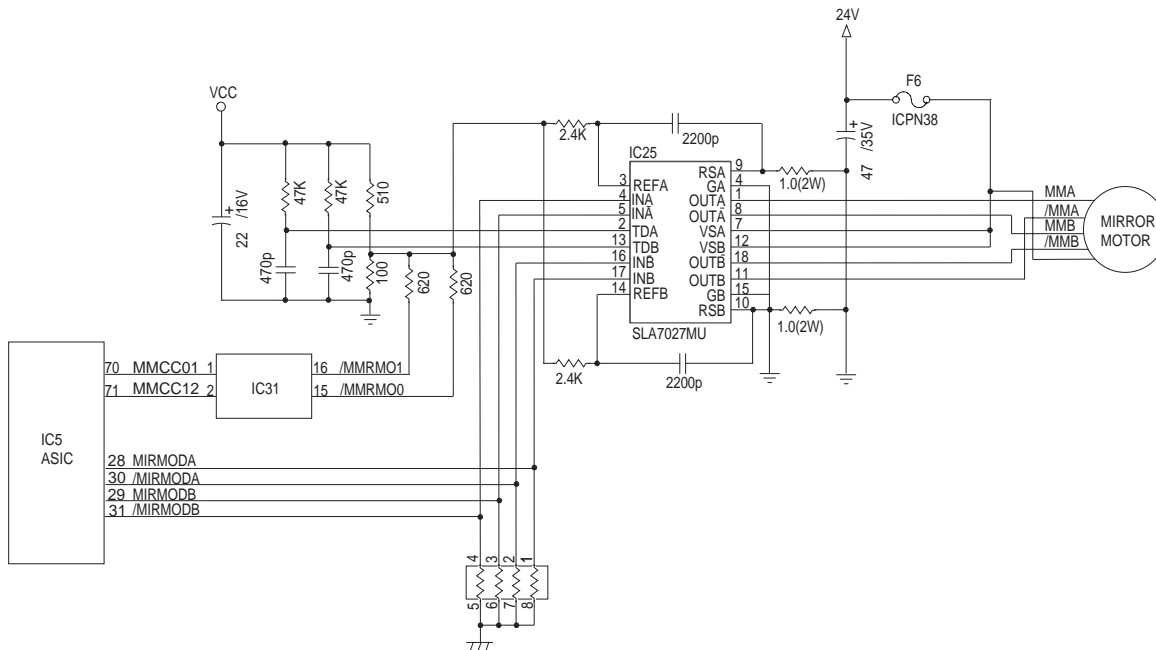 24V
F6
ICPN38
+
47 /35V
VCC
+
22 /16V
47K
47K
510
470p
470p
100
620
620
2.4K
2200p
IC25
9
1.0(2W)
3 REFA
4 INA
5 INA̅
2 TDA
13 TDB
16 INB̅
17 INB
14 REFB
RSA
GA 4
OUTA 1
OUTA̅ 8
VSA 7
VSB 12
OUTB̅ 18
OUTB 11
GB 15
RSB 10
SLA7027MU
1.0(2W)
2.4K
2200p
MMA
/MMA
MMB
/MMB
MIRROR
MOTOR
IC5
ASIC
70 MMCC01 1
71 MMCC12 2
IC31
16 /MMRMO1
15 /MMRMO0
28 MIRMODA
30 /MIRMODA
29 MIRMODB
31 /MIRMODB
4 3 2 1
5 6 7 8